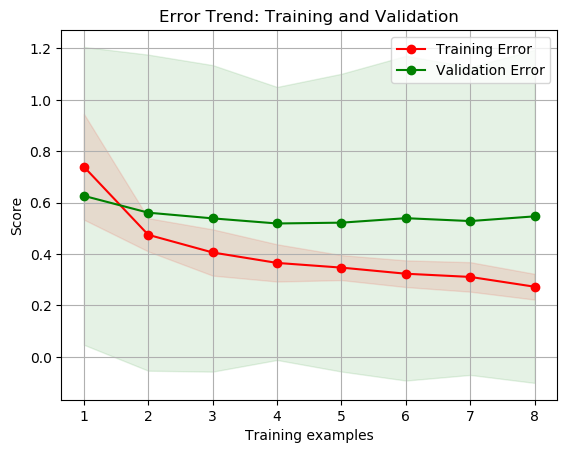 Error Trend: Training and Validation
Training Error
Validation Error
Score
1.2
1.0
0.8
0.6
0.4
0.2
0.0
1 2 3 4 5 6 7 8
Training examples